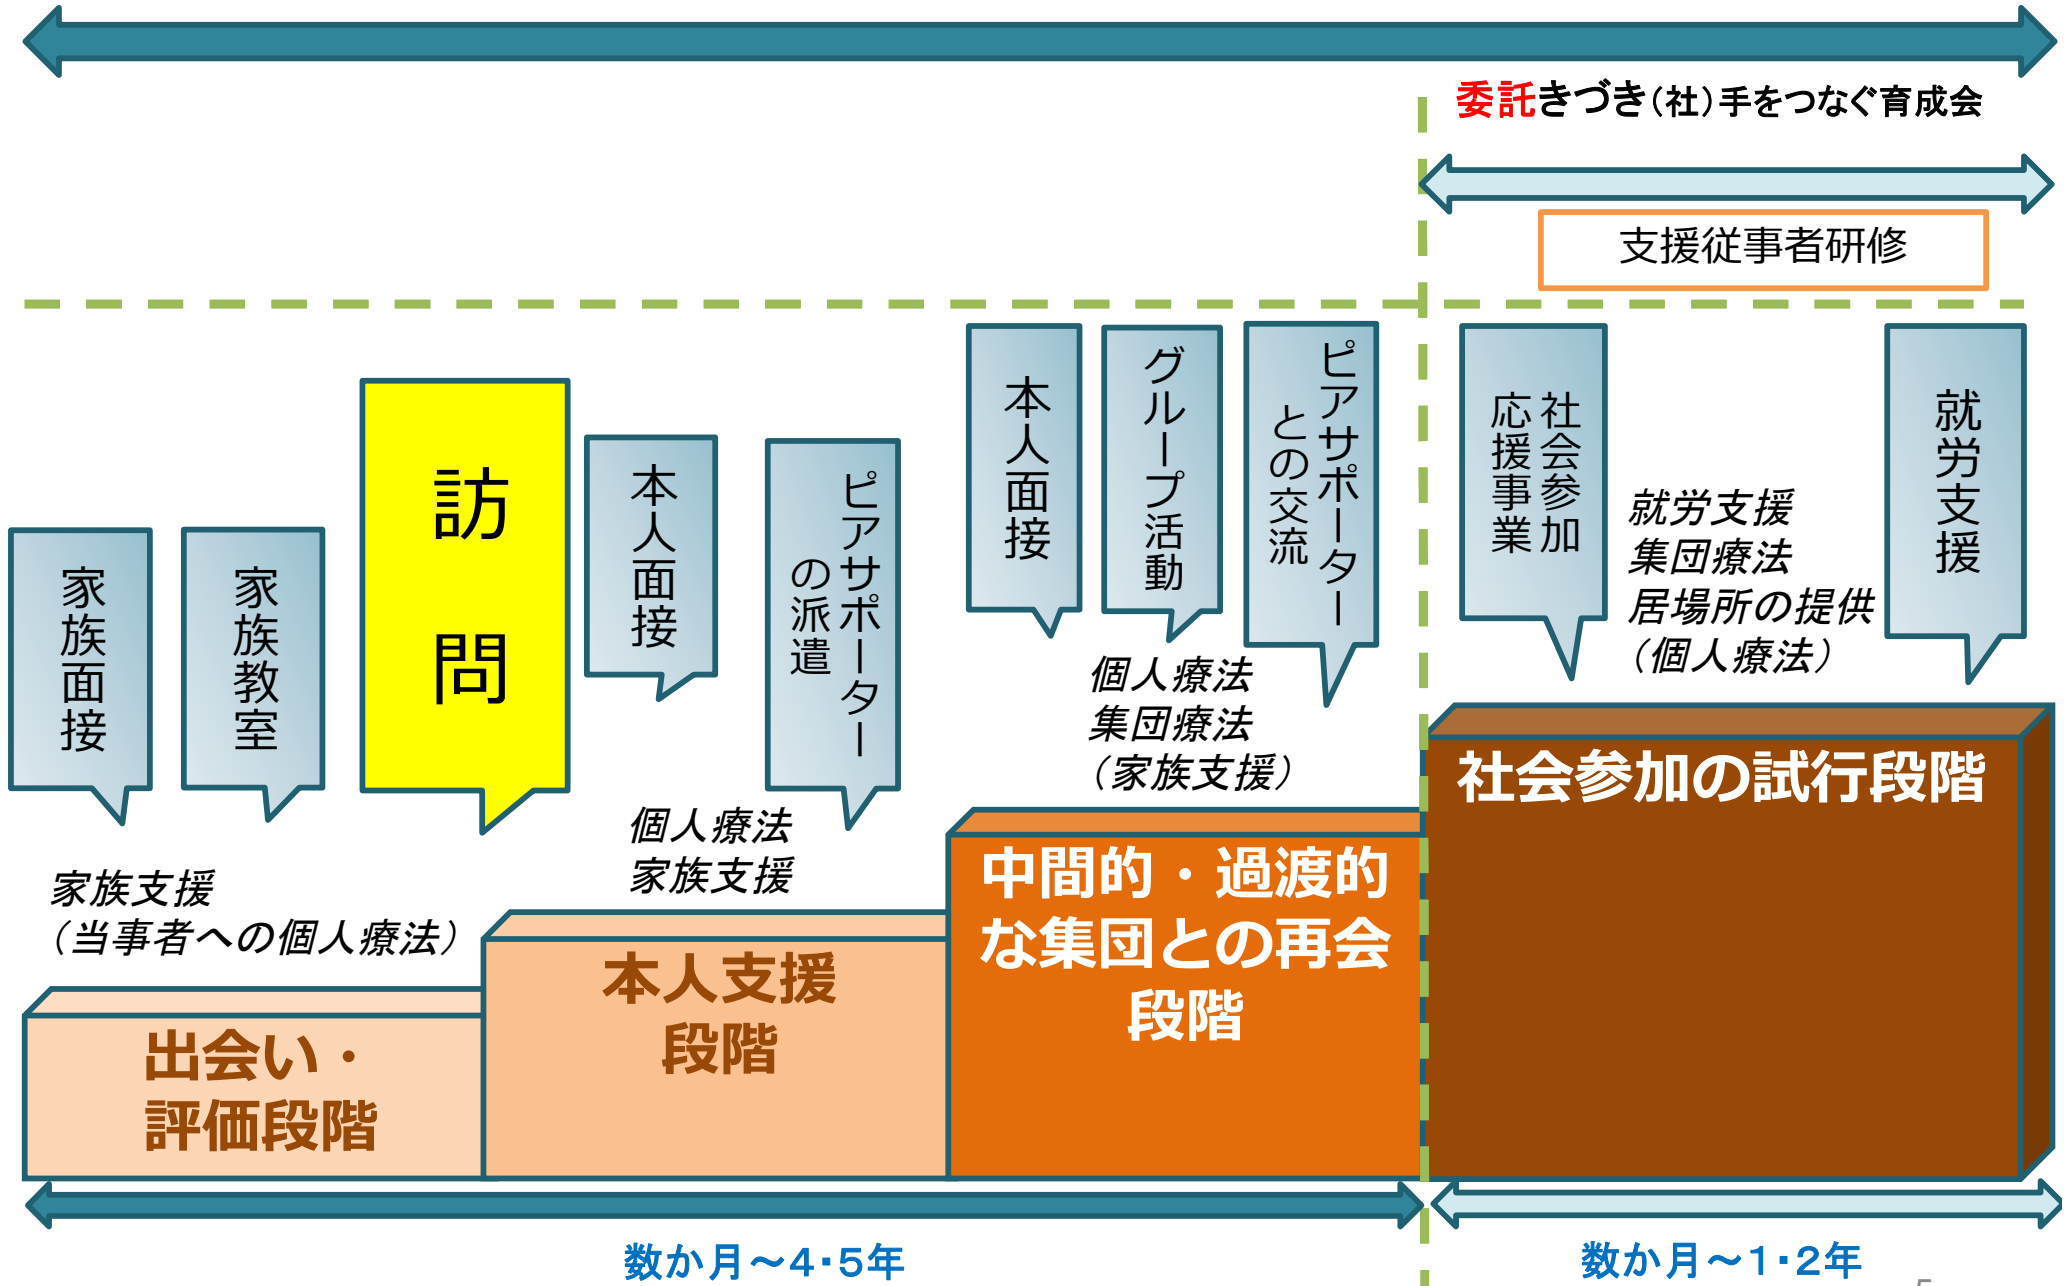 委託きづき(社)手をつなぐ育成会
支援従事者研修
家族面接
家族教室
訪問
本人面接
ピアサポーター
の派遣
本人面接
グループ活動
ピアサポーター
との交流
社会参加
応援事業
就労支援
就労支援
集団療法
居場所の提供
（個人療法）
個人療法
集団療法
（家族支援）
個人療法
家族支援
家族支援
（当事者への個人療法）
出会い・
評価段階
本人支援
段階
中間的・過渡的
な集団との再会
段階
社会参加の試行段階
数か月～4・5年
数か月～1・2年